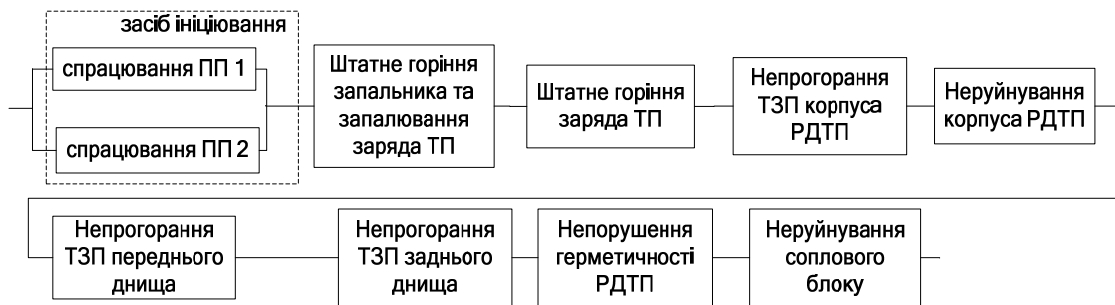 засіб ініціювання
спрацювання ПП 1
спрацювання ПП 2
Штатне горіння
запальника та
запалювання
заряда ТП
Штатне горіння
заряда ТП
Непрогорання
ТЗП корпуса
РДТП
Неруйнування
корпуса РДТП
Непрогорання
ТЗП переднього
днища
Непрогорання
ТЗП заднього
днища
Непорушення
герметичності
РДТП
Неруйнування
соплового
блоку